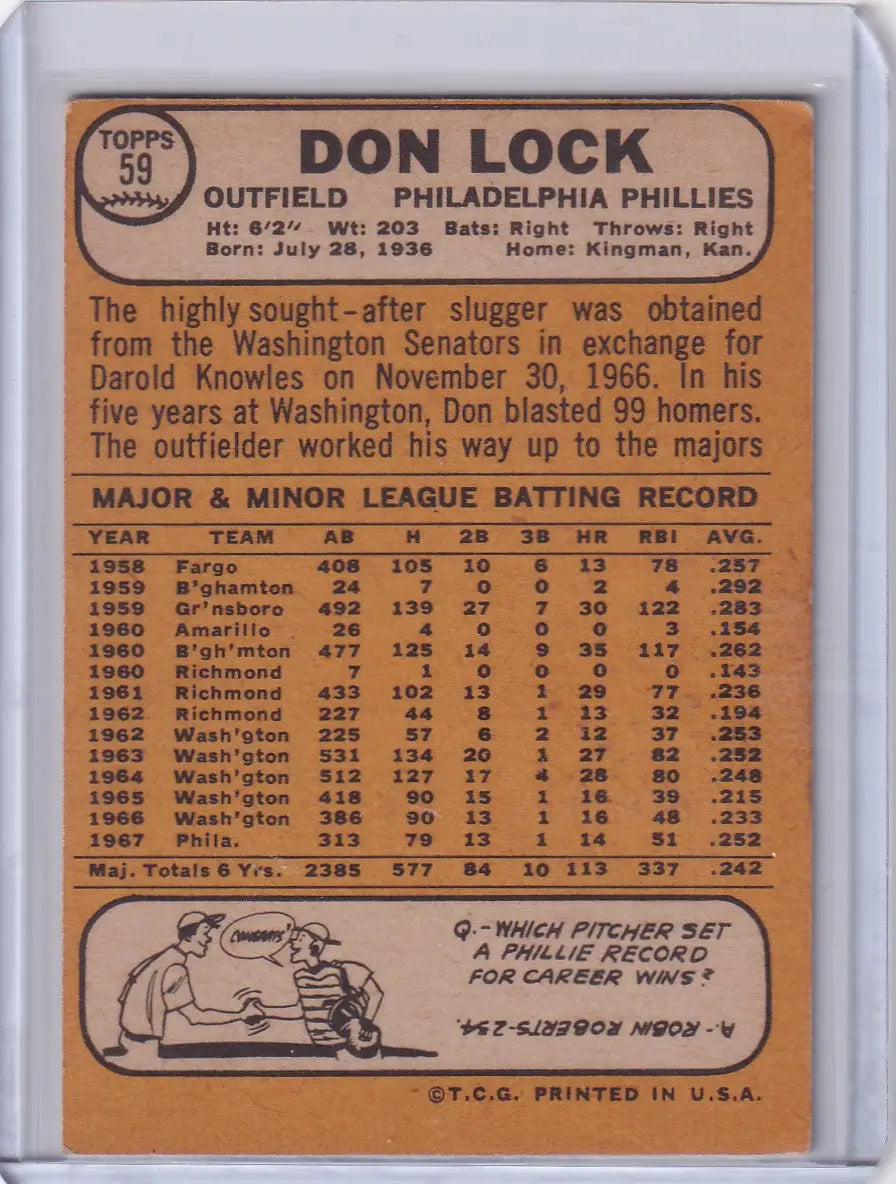 TOPPS
59
DON LOCK
OUTFIELD PHILADELPHIA PHILLIES
Ht: 6'2" Wt: 203 Bats: Right Throws: Right
Born: July 28, 1936 Home: Kingman, Kan.
The highly sought-after slugger was obtained
from the Washington Senators in exchange for
Darold Knowles on November 30, 1966. In his
five years at Washington, Don blasted 99 homers.
The outfielder worked his way up to the majors
MAJOR & MINOR LEAGUE BATTING RECORD
YEAR TEAM AB H 2B 3B HR RBI AVG.
1958 Fargo 408 105 10 6 13 78 .257
1959 B'ghamton 24 7 0 0 2 4 .292
1959 Gr'nsboro 492 139 27 7 30 122 .283
1960 Amarillo 26 4 0 0 0 3 .154
1960 B'gh'mton 477 125 14 9 35 117 .262
1960 Richmond 7 1 0 0 0 0 .143
1961 Richmond 433 102 13 1 29 77 .236
1962 Richmond 227 44 8 1 13 32 .194
1962 Wash'gton 225 57 6 2 12 37 .253
1963 Wash'gton 531 134 20 1 27 82 .252
1964 Wash'gton 512 127 17 4 28 80 .248
1965 Wash'gton 418 90 15 1 16 39 .215
1966 Wash'gton 386 90 13 1 16 48 .233
1967 Phila. 313 79 13 1 14 51 .252
Maj. Totals 6 Yrs. 2385 577 84 10 113 337 .242
CONGRATS'
Q.-WHICH PITCHER SET
A PHILLIE RECORD
FOR CAREER WINS?
A-ROBIN ROBERTS-234.
©T.C.G. PRINTED IN U.S.A.